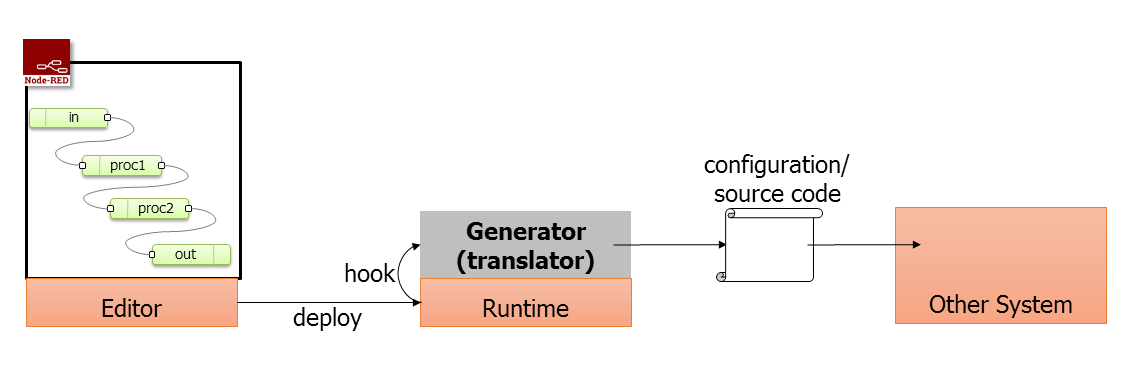 Node-RED
in
proc1
proc2
out
Editor
deploy
hook
Generator
(translator)
Runtime
configuration/
source code
Other System